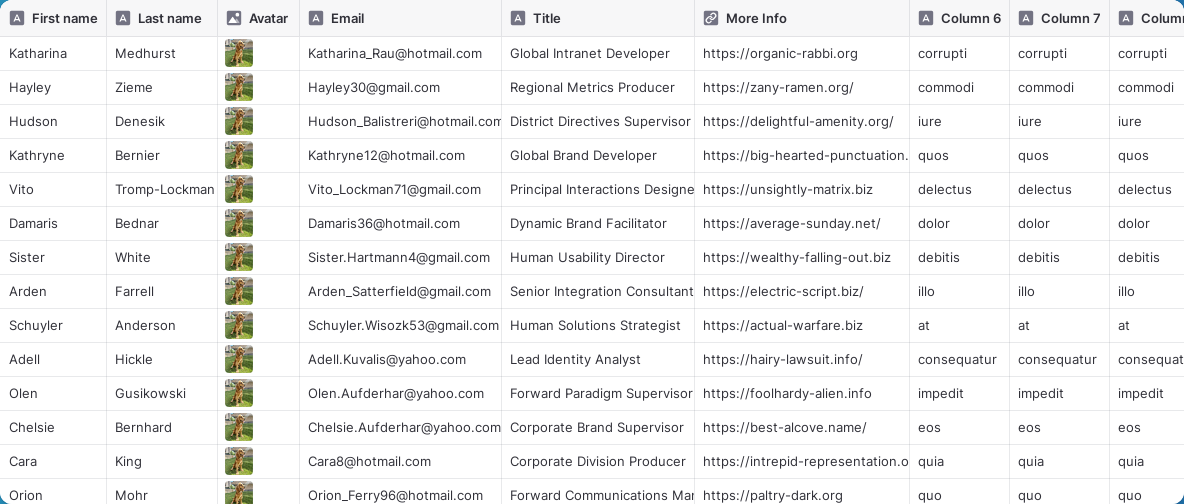 First name Last name Avatar Email Title More Info Column 6 Column 7 Colum
Katharina Medhurst Katharina_Rau@hotmail.com Global Intranet Developer https://organic-rabbi.org corrupti corrupti corrupti
Hayley Zieme Hayley30@gmail.com Regional Metrics Producer https://zany-ramen.org/ commodi commodi commodi
Hudson Denesik Hudson_Balistreri@hotmail.com District Directives Supervisor https://delightful-amenity.org/ iure iure iure
Kathryne Bernier Kathryne12@hotmail.com Global Brand Developer https://big-hearted-punctuation. quos quos quos
Vito Tromp-Lockman Vito_Lockman71@gmail.com Principal Interactions Designe https://unsightly-matrix.biz delectus delectus delectus
Damaris Bednar Damaris36@hotmail.com Dynamic Brand Facilitator https://average-sunday.net/ dolor dolor dolor
Sister White Sister.Hartmann4@gmail.com Human Usability Director https://wealthy-falling-out.biz debitis debitis debitis
Arden Farrell Arden_Satterfield@gmail.com Senior Integration Consultant https://electric-script.biz/ illo illo illo
Schuyler Anderson Schuyler.Wisozk53@gmail.com Human Solutions Strategist https://actual-warfare.biz at at at
Adell Hickle Adell.Kuvalis@yahoo.com Lead Identity Analyst https://hairy-lawsuit.info/ consequatur consequatur consequat
Olen Gusikowski Olen.Aufderhar@yahoo.com Forward Paradigm Supervisor https://foolhardy-alien.info impedit impedit impedit
Chelsie Bernhard Chelsie.Aufderhar@yahoo.com Corporate Brand Supervisor https://best-alcove.name/ eos eos eos
Cara King Cara8@hotmail.com Corporate Division Producer https://intrepid-representation.o quia quia quia
Orion Mohr Orion_Ferry96@hotmail.com Forward Communications Mar https://paltry-dark.org quo quo quo